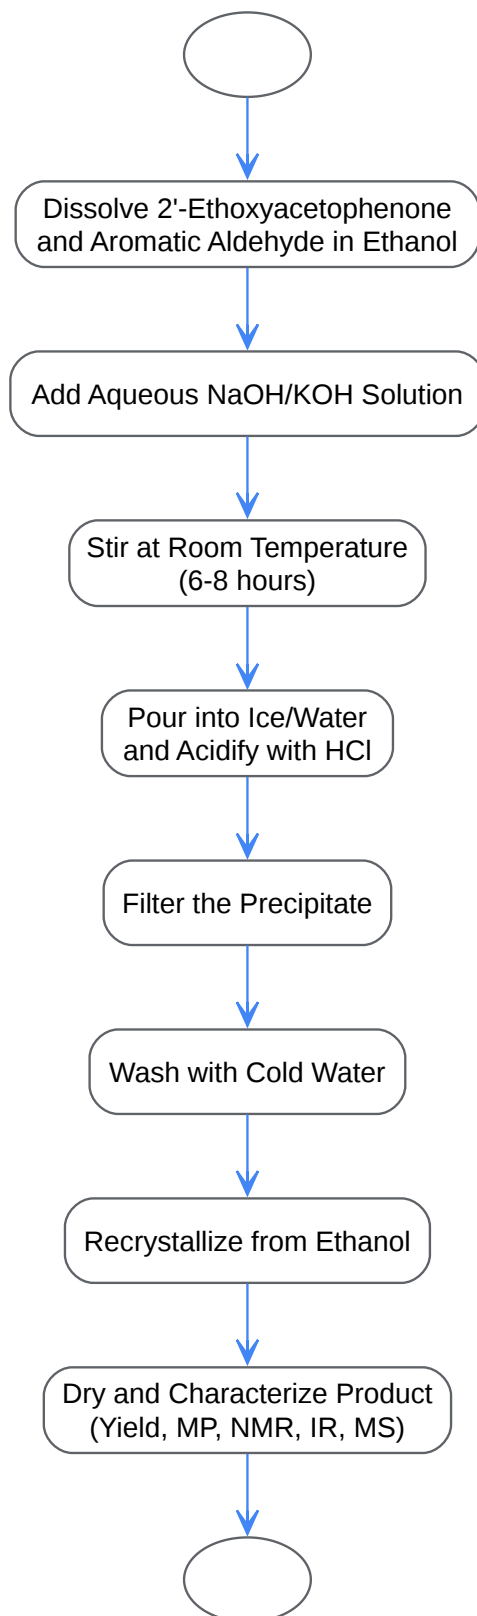 Dissolve 2'-Ethoxyacetophenone
and Aromatic Aldehyde in Ethanol
Add Aqueous NaOH/KOH Solution
Stir at Room Temperature
(6-8 hours)
Pour into Ice/Water
and Acidify with HCl
Filter the Precipitate
Wash with Cold Water
Recrystallize from Ethanol
Dry and Characterize Product
(Yield, MP, NMR, IR, MS)